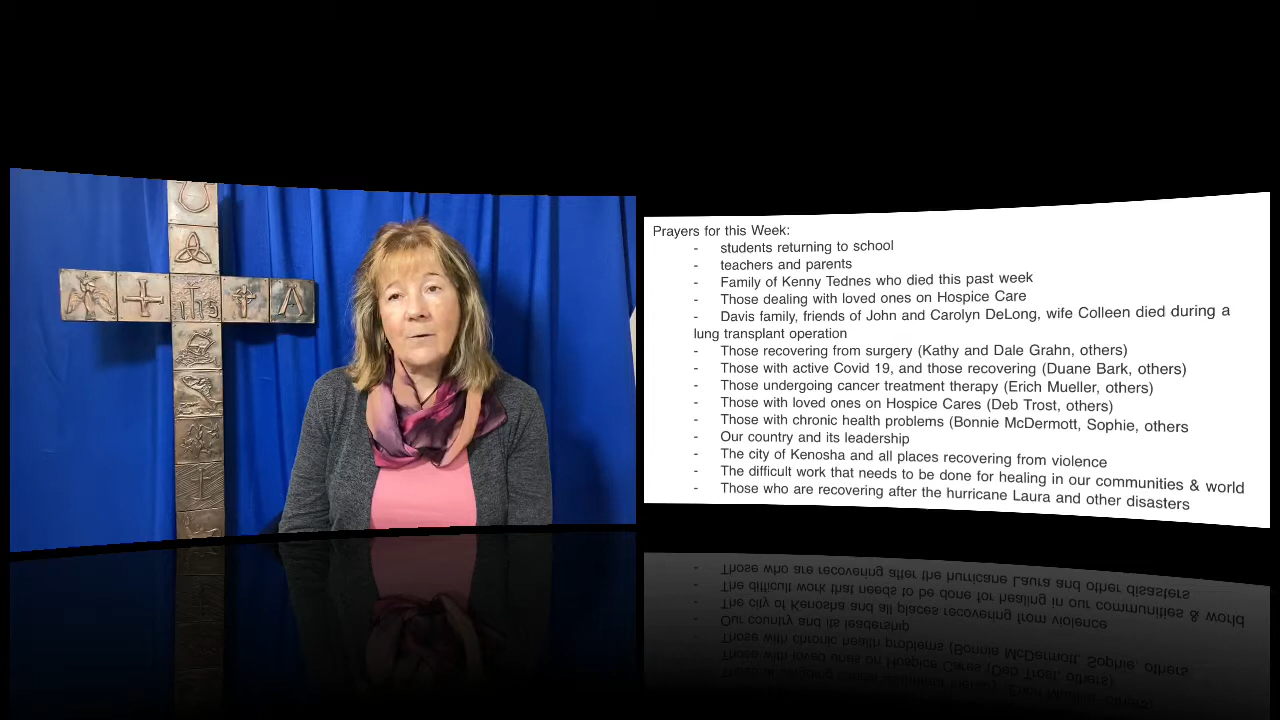 Prayers for this Week:
- students returning to school
- teachers and parents
- Family of Kenny Tednes who died this past week
- Those dealing with loved ones on Hospice Care
- Davis family, friends of John and Carolyn DeLong, wife Colleen died during a
lung transplant operation
- Those recovering from surgery (Kathy and Dale Grahn, others)
- Those with active Covid 19, and those recovering (Duane Bark, others)
- Those undergoing cancer treatment therapy (Erich Mueller, others)
- Those with loved ones on Hospice Cares (Deb Trost, others)
- Those with chronic health problems (Bonnie McDermott, Sophie, others
- Our country and its leadership
- The city of Kenosha and all places recovering from violence
- The difficult work that needs to be done for healing in our communities & world
- Those who are recovering after the hurricane Laura and other disasters